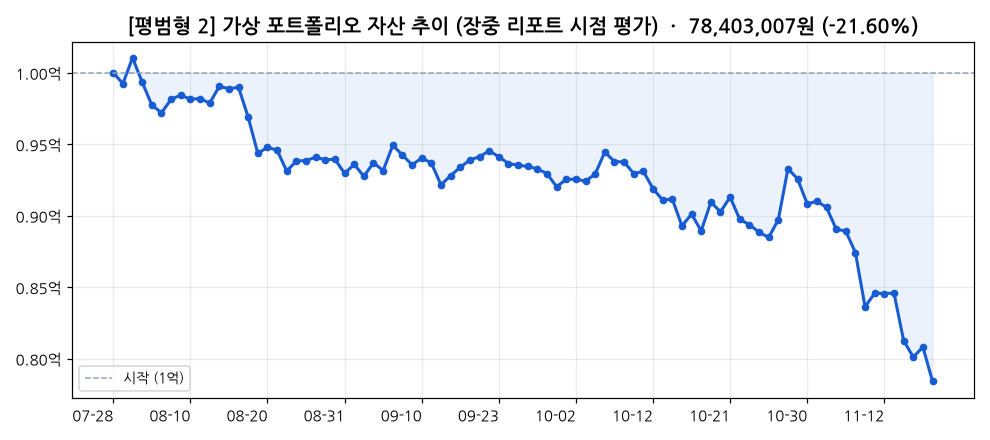 [평범형 2] 가상 포트폴리오 자산 추이 (장중 리포트 시점 평가) · 78,403,007원 (-21.60%)
1.00억
0.95억
0.90억
0.85억
0.80억
시작 (1억)
07-28 08-10 08-20 08-31 09-10 09-23 10-02 10-12 10-21 10-30 11-12